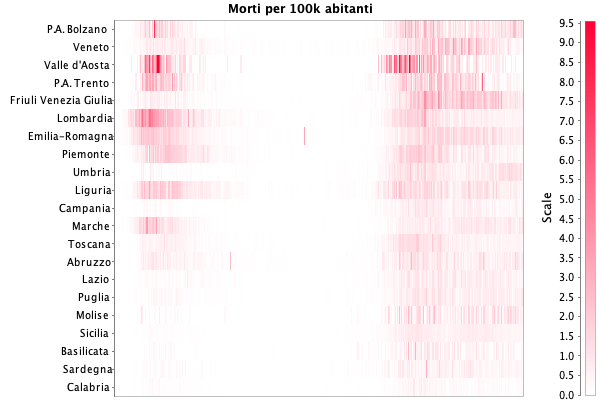 Morti per 100k abitanti
P.A. Bolzano
Veneto
Valle d'Aosta
P.A. Trento
Friuli Venezia Giulia
Lombardia
Emilia-Romagna
Piemonte
Umbria
Liguria
Campania
Marche
Toscana
Abruzzo
Lazio
Puglia
Molise
Sicilia
Basilicata
Sardegna
Calabria
Scale
9.5
9.0
8.5
8.0
7.5
7.0
6.5
6.0
5.5
5.0
4.5
4.0
3.5
3.0
2.5
2.0
1.5
1.0
0.5
0.0